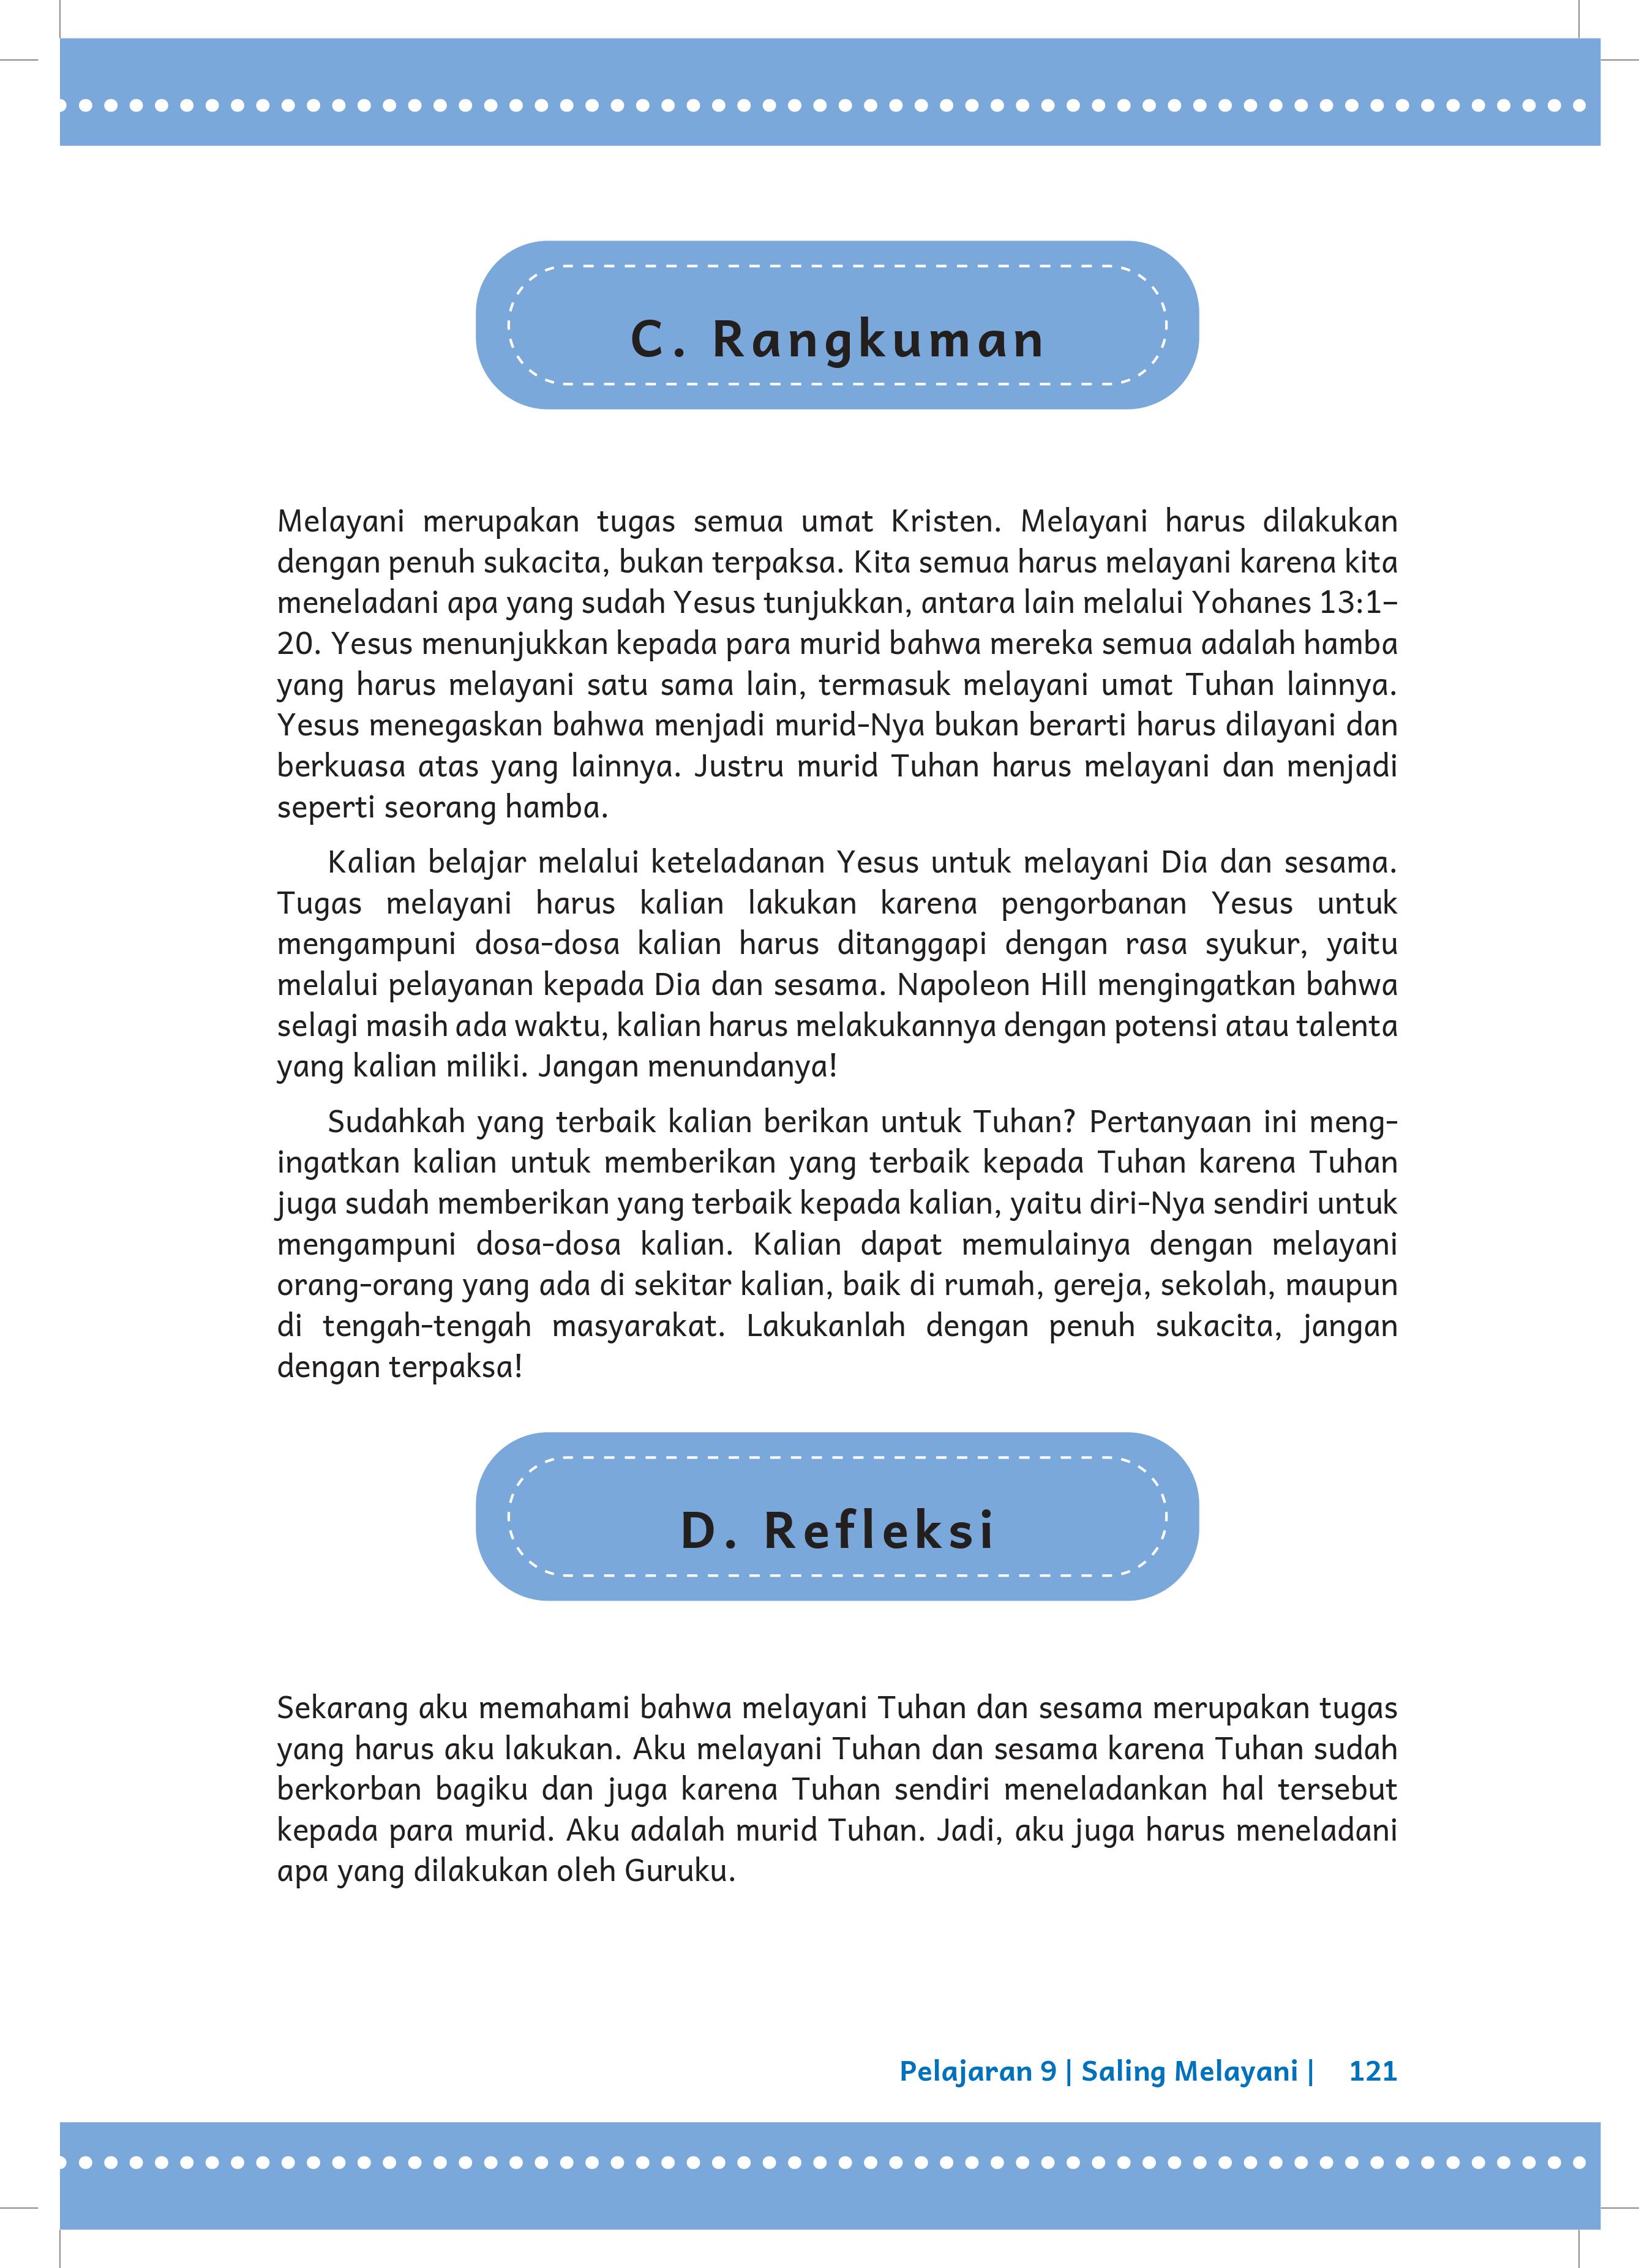 C. Rangkuman
Melayani merupakan tugas semua umat Kristen. Melayani harus dilakukan
dengan penuh sukacita, bukan terpaksa. Kita semua harus melayani karena kita
meneladani apa yang sudah Yesus tunjukkan, antara lain melalui Yohanes 13:1–
20. Yesus menunjukkan kepada para murid bahwa mereka semua adalah hamba
yang harus melayani satu sama lain, termasuk melayani umat Tuhan lainnya.
Yesus menegaskan bahwa menjadi murid-Nya bukan berarti harus dilayani dan
berkuasa atas yang lainnya. Justru murid Tuhan harus melayani dan menjadi
seperti seorang hamba.
Kalian belajar melalui keteladanan Yesus untuk melayani Dia dan sesama.
Tugas melayani harus kalian lakukan karena pengorbanan Yesus untuk
mengampuni dosa-dosa kalian harus ditanggapi dengan rasa syukur, yaitu
melalui pelayanan kepada Dia dan sesama. Napoleon Hill mengingatkan bahwa
selagi masih ada waktu, kalian harus melakukannya dengan potensi atau talenta
yang kalian miliki. Jangan menundanya!
Sudahkah yang terbaik kalian berikan untuk Tuhan? Pertanyaan ini meng-
ingatkan kalian untuk memberikan yang terbaik kepada Tuhan karena Tuhan
juga sudah memberikan yang terbaik kepada kalian, yaitu diri-Nya sendiri untuk
mengampuni dosa-dosa kalian. Kalian dapat memulainya dengan melayani
orang-orang yang ada di sekitar kalian, baik di rumah, gereja, sekolah, maupun
di tengah-tengah masyarakat. Lakukanlah dengan penuh sukacita, jangan
dengan terpaksa!
D. Refleksi
Sekarang aku memahami bahwa melayani Tuhan dan sesama merupakan tugas
yang harus aku lakukan. Aku melayani Tuhan dan sesama karena Tuhan sudah
berkorban bagiku dan juga karena Tuhan sendiri meneladankan hal tersebut
kepada para murid. Aku adalah murid Tuhan. Jadi, aku juga harus meneladani
apa yang dilakukan oleh Guruku.
Pelajaran 9 | Saling Melayani | 121